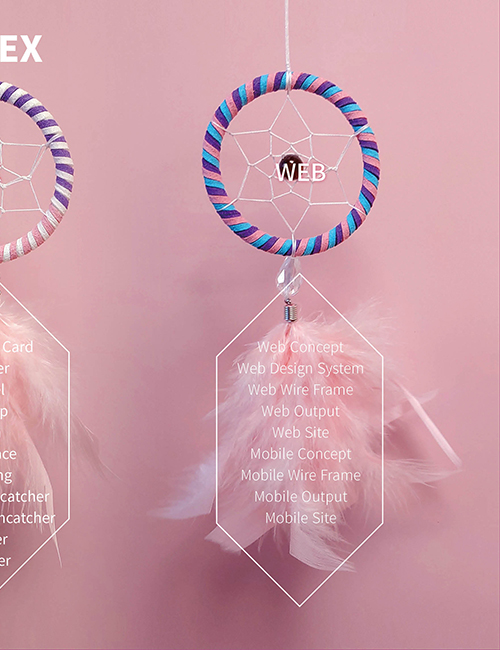 EX
WEB
Card
er
l
p
ce
ng
catcher
ncatcher
er
er
Web Concept
Web Design System
Web Wire Frame
Web Output
Web Site
Mobile Concept
Mobile Wire Frame
Mobile Output
Mobile Site